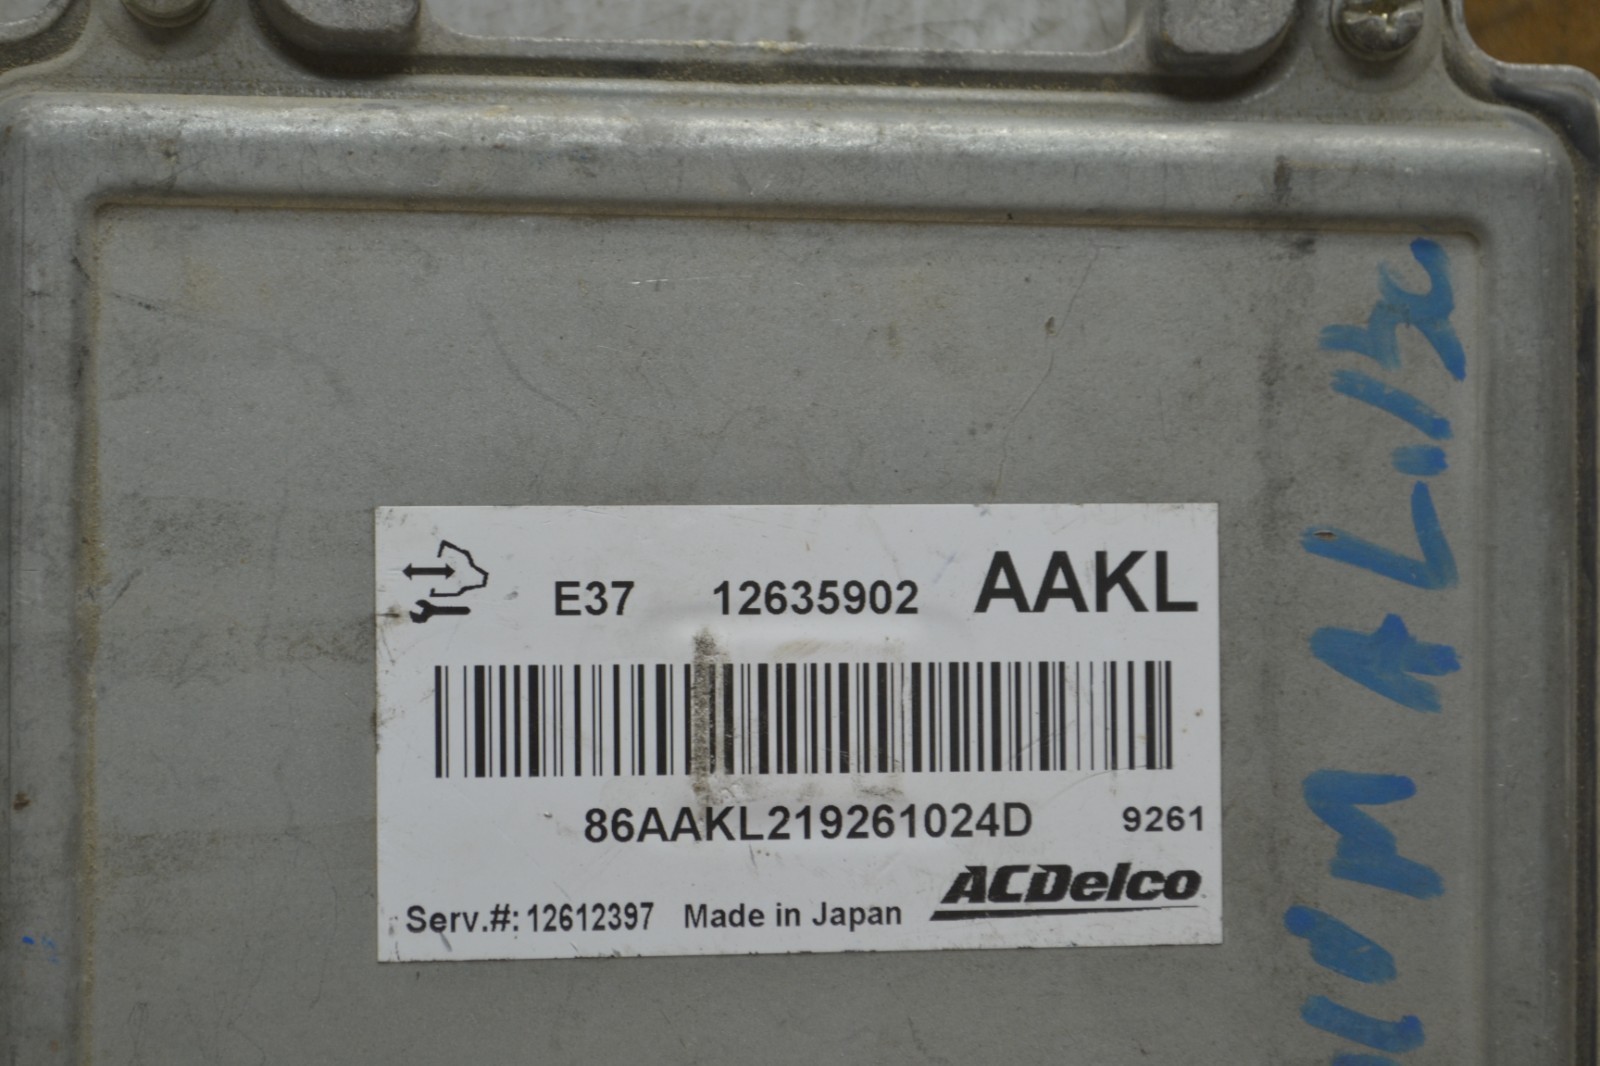 E37 12635902 AAKL
86AAKL219261024D 9261
ACDelco
Serv.#: 12612397 Made in Japan